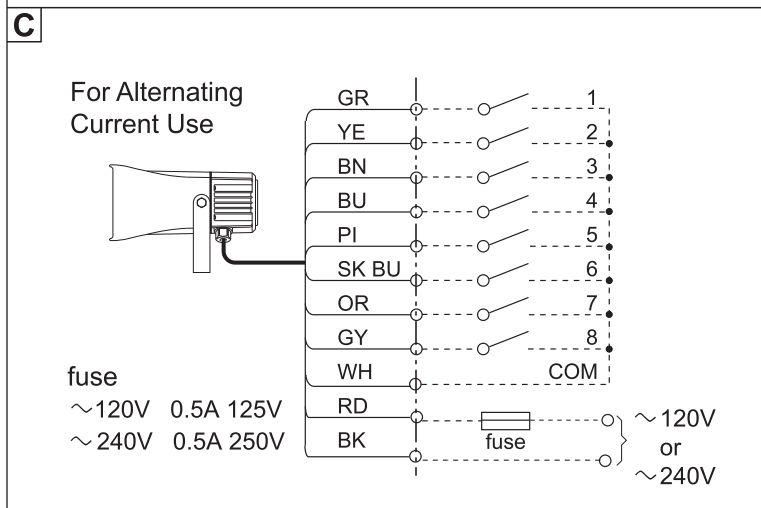 C
For Alternating
Current Use
GR 1
YE 2
BN 3
BU 4
PI 5
SK BU 6
OR 7
GY 8
WH COM
RD
BK
fuse
~120V 0.5A 125V
~240V 0.5A 250V
fuse
~120V
or
~240V